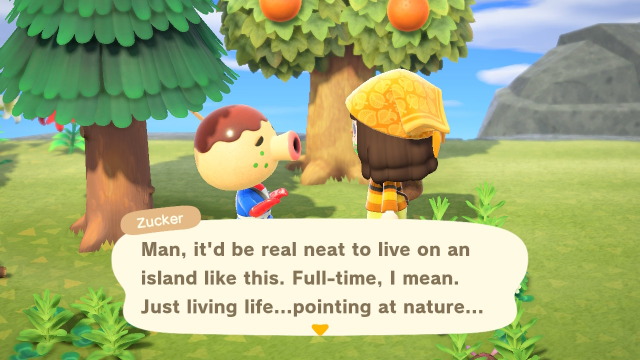 Zucker
Man, it'd be real neat to live on an
island like this. Full-time, I mean.
Just living life...pointing at nature...